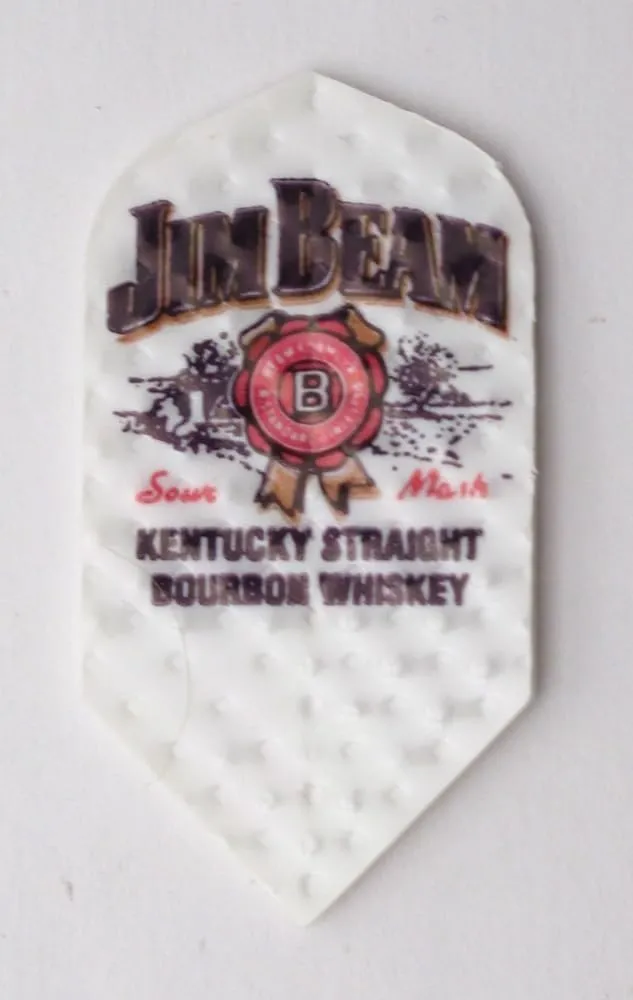 JIM BEAM
B
Sour Mash
KENTUCKY STRAIGHT
BOURBON WHISKEY